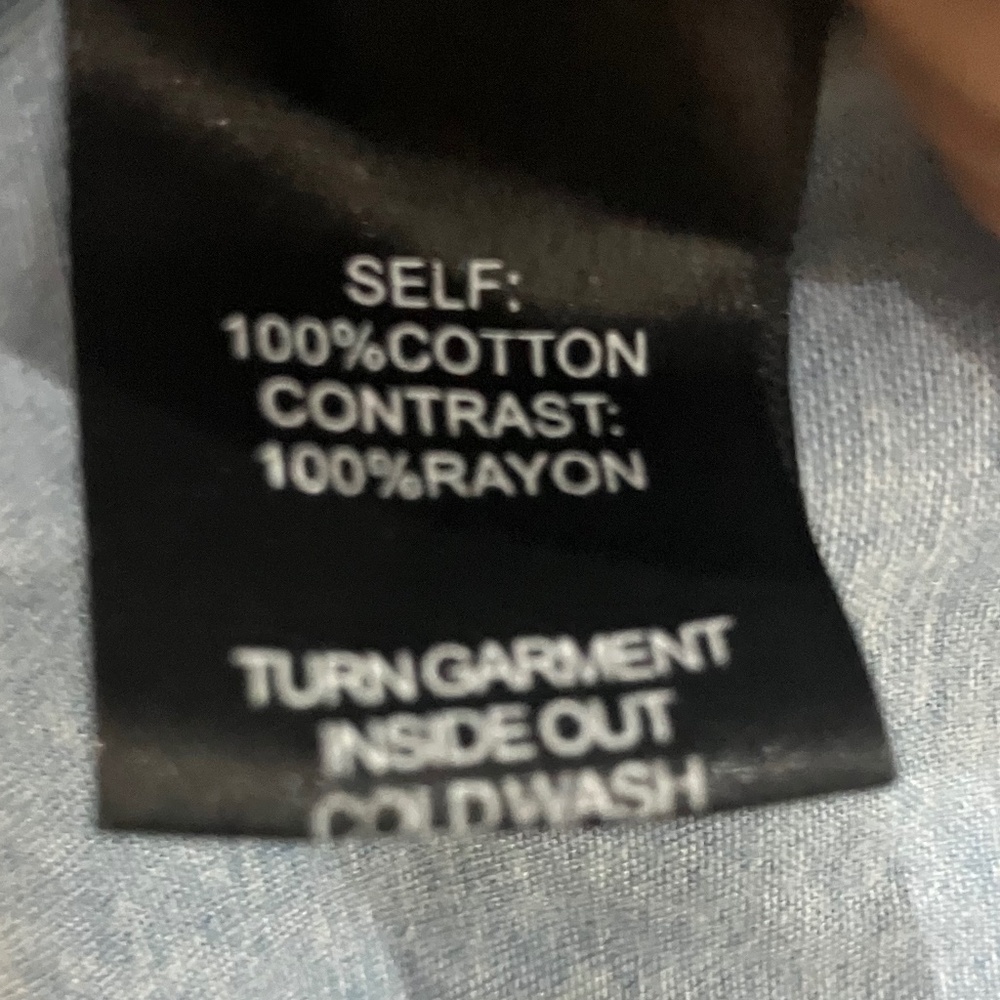 SELF:
100%COTTON
CONTRAST:
100%RAYON
TURN GARMENT
INSIDE OUT
COLD WASH